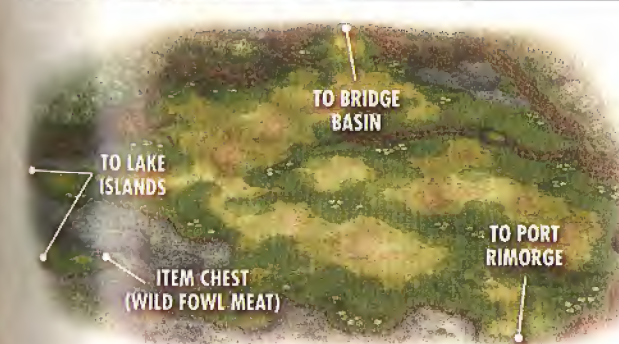 TO BRIDGE
BASIN
TO LAKE
ISLANDS
TO PORT
RIMORGE
ITEM CHEST
(WILD FOWL MEAT)